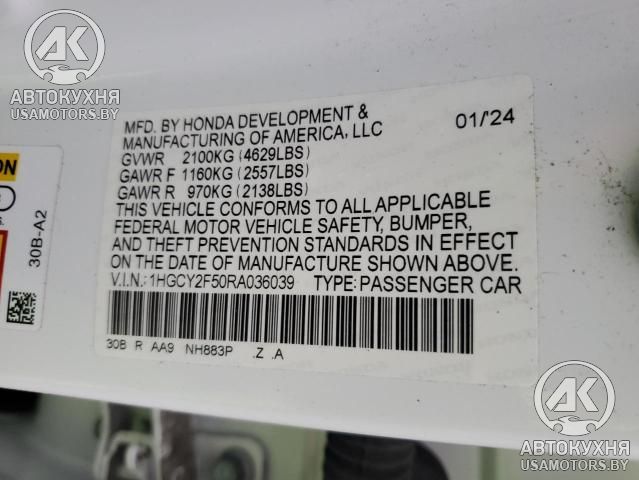 АК
АВТОКУХНЯ
USAMOTORS.BY
MFD. BY HONDA DEVELOPMENT & 01/'24
MANUFACTURING OF AMERICA, LLC
GVWR 2100KG (4629LBS)
GAWR F 1160KG (2557LBS)
GAWR R 970KG (2138LBS)
THIS VEHICLE CONFORMS TO ALL APPLICABLE
FEDERAL MOTOR VEHICLE SAFETY, BUMPER,
AND THEFT PREVENTION STANDARDS IN EFFECT
ON THE DATE OF MANUFACTURE SHOWN ABOVE.
V.I.N.: 1HGCY2F50RA036039 TYPE: PASSENGER CAR
30B R AA9 NH883P .Z .A
30B-A2
АК
АВТОКУХНЯ
USAMOTORS.BY